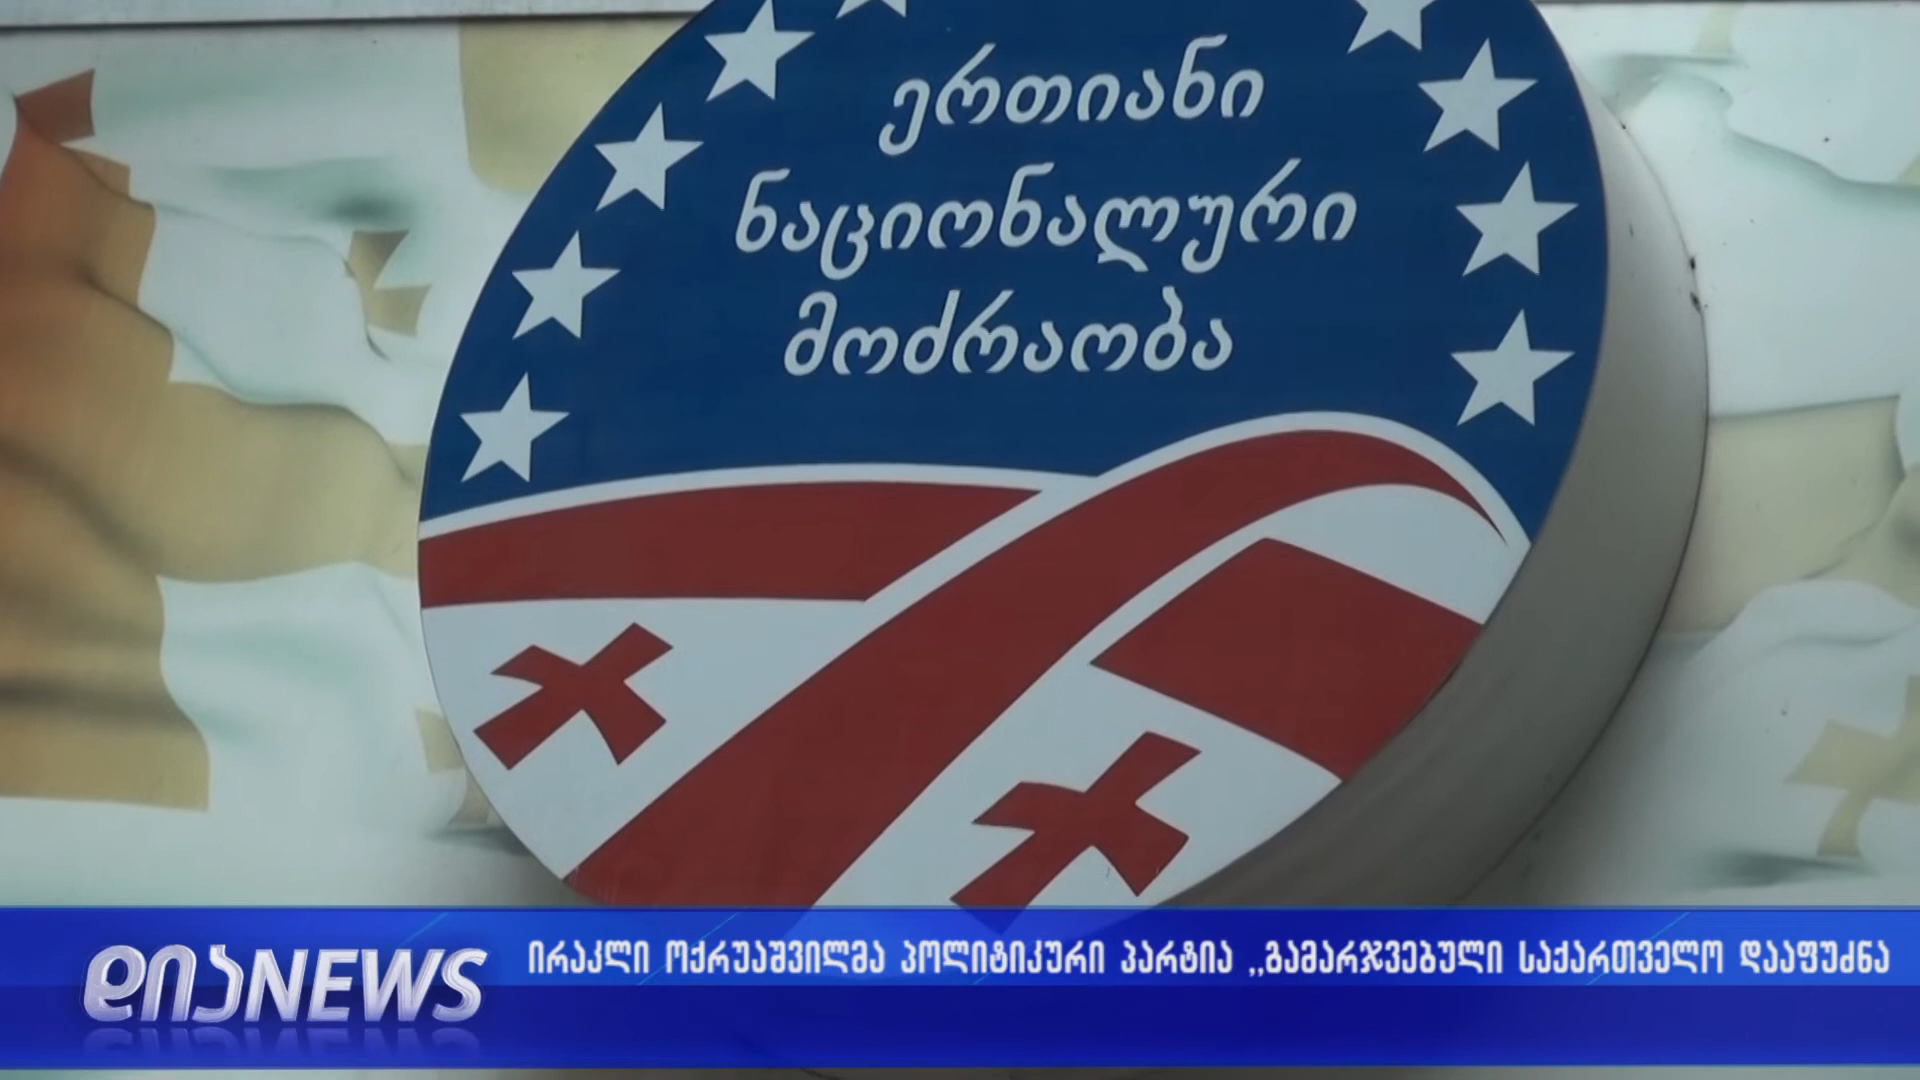 ერთიანი
ნაციონალური
მოძრაობა
დიაNEWS
ირაკლი ოქრუაშვილმა პოლიტიკური პარტია ,,გამარჯვებული საქართველო დააფუძნა